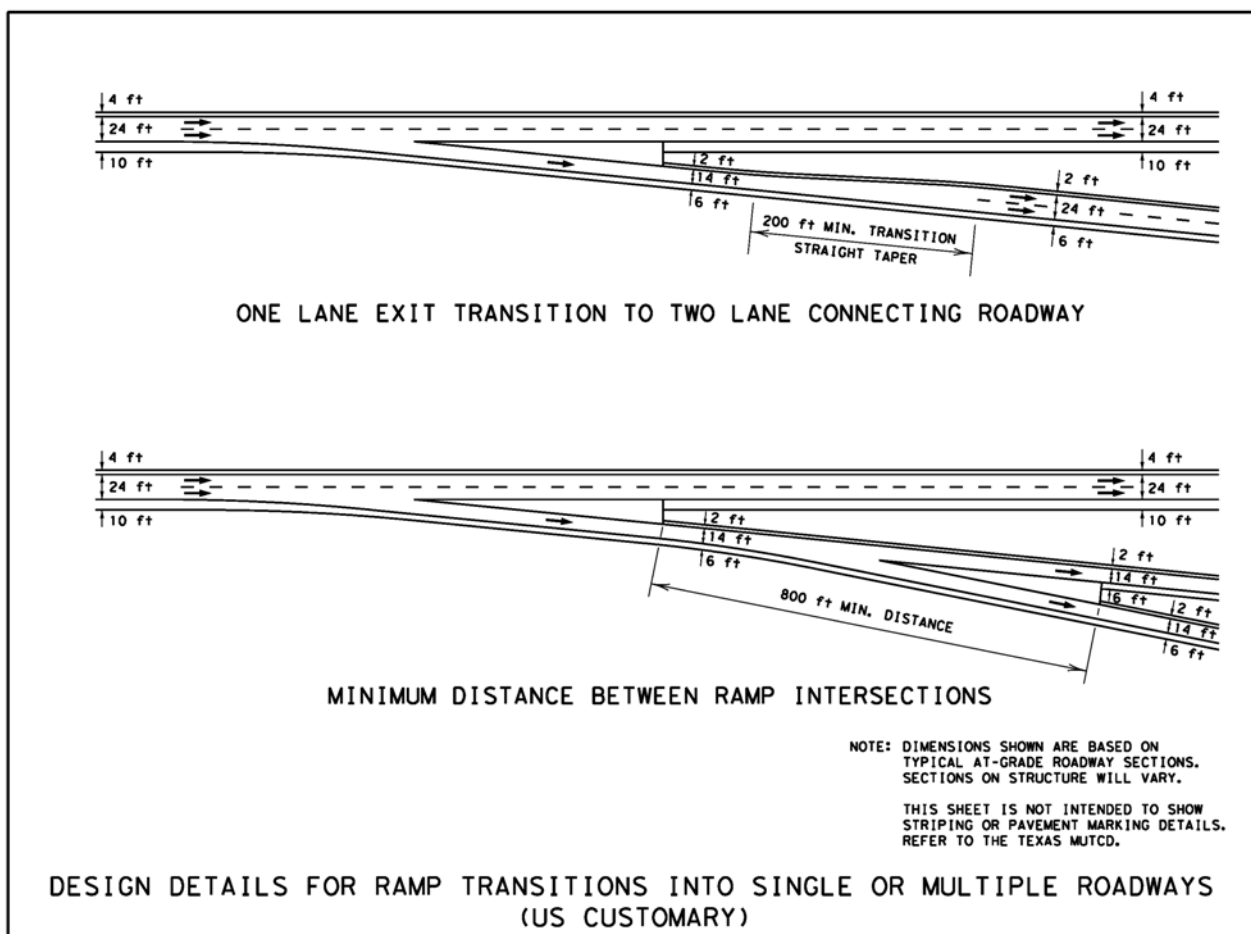 4 ft
24 ft
10 ft
4 ft
24 ft
10 ft
2 ft
14 ft
6 ft
2 ft
24 ft
6 ft
200 ft MIN. TRANSITION
STRAIGHT TAPER
ONE LANE EXIT TRANSITION TO TWO LANE CONNECTING ROADWAY
4 ft
24 ft
10 ft
4 ft
24 ft
10 ft
2 ft
14 ft
6 ft
2 ft
14 ft
6 ft
2 ft
14 ft
6 ft
800 ft MIN. DISTANCE
MINIMUM DISTANCE BETWEEN RAMP INTERSECTIONS
NOTE: DIMENSIONS SHOWN ARE BASED ON
TYPICAL AT-GRADE ROADWAY SECTIONS.
SECTIONS ON STRUCTURE WILL VARY.
THIS SHEET IS NOT INTENDED TO SHOW
STRIPING OR PAVEMENT MARKING DETAILS.
REFER TO THE TEXAS MUTCD.
DESIGN DETAILS FOR RAMP TRANSITIONS INTO SINGLE OR MULTIPLE ROADWAYS
(US CUSTOMARY)